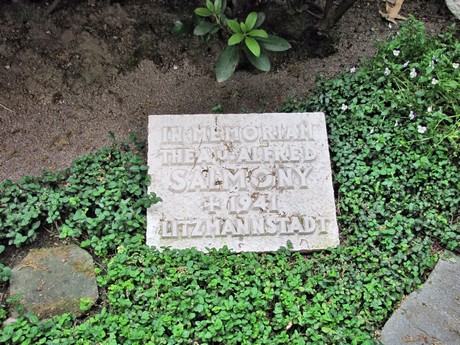 IN MEMORIAM
THEA U. ALFRED
SALMONY
+ 1941
LITZMANNSTADT